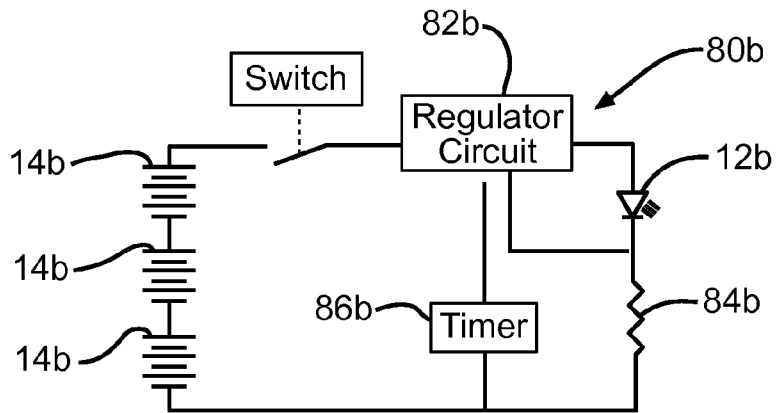 82b
80b
Switch
Regulator
Circuit
14b
12b
14b
86b
Timer
84b
14b